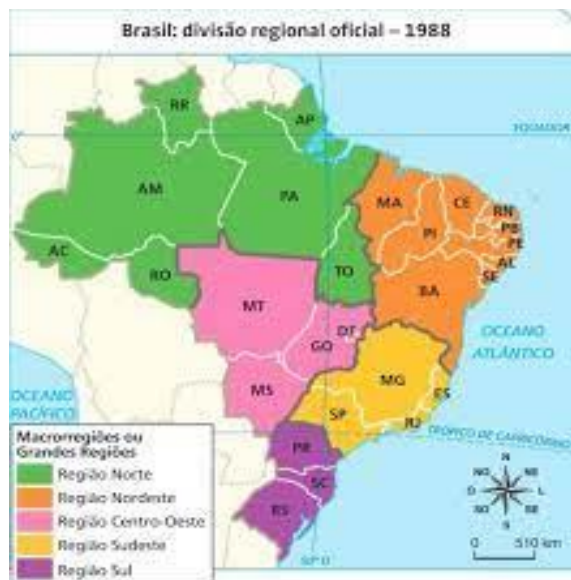 Brasil: divisão regional oficial – 1988
RR
AP
0°
EQUADOR
AM
PA
MA
CE
RN
PB
PE
AL
SE
PI
AC
RO
TO
BA
MT
DF
GO
OCEANO
ATLÂNTICO
MG
ES
MS
SP
RJ
OCEANO
PACÍFICO
TRÓPICO DE CAPRICÓRNIO
PR
SC
RS
Macrorregiões ou
Grandes Regiões
Região Norte
Região Nordeste
Região Centro-Oeste
Região Sudeste
Região Sul
N
NO
NE
O
L
SO
SE
S
0
510 km
50° O